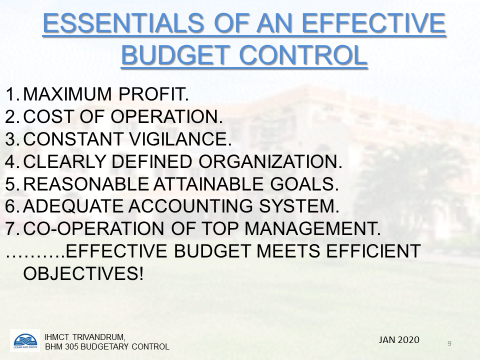 ESSENTIALS OF AN EFFECTIVE
BUDGET CONTROL
1. MAXIMUM PROFIT.
2. COST OF OPERATION.
3. CONSTANT VIGILANCE.
4. CLEARLY DEFINED ORGANIZATION.
5. REASONABLE ATTAINABLE GOALS.
6. ADEQUATE ACCOUNTING SYSTEM.
7. CO-OPERATION OF TOP MANAGEMENT.
……….EFFECTIVE BUDGET MEETS EFFICIENT
OBJECTIVES!
IHMCT TRIVANDRUM,
BHM 305 BUDGETARY CONTROL
JAN 2020
9